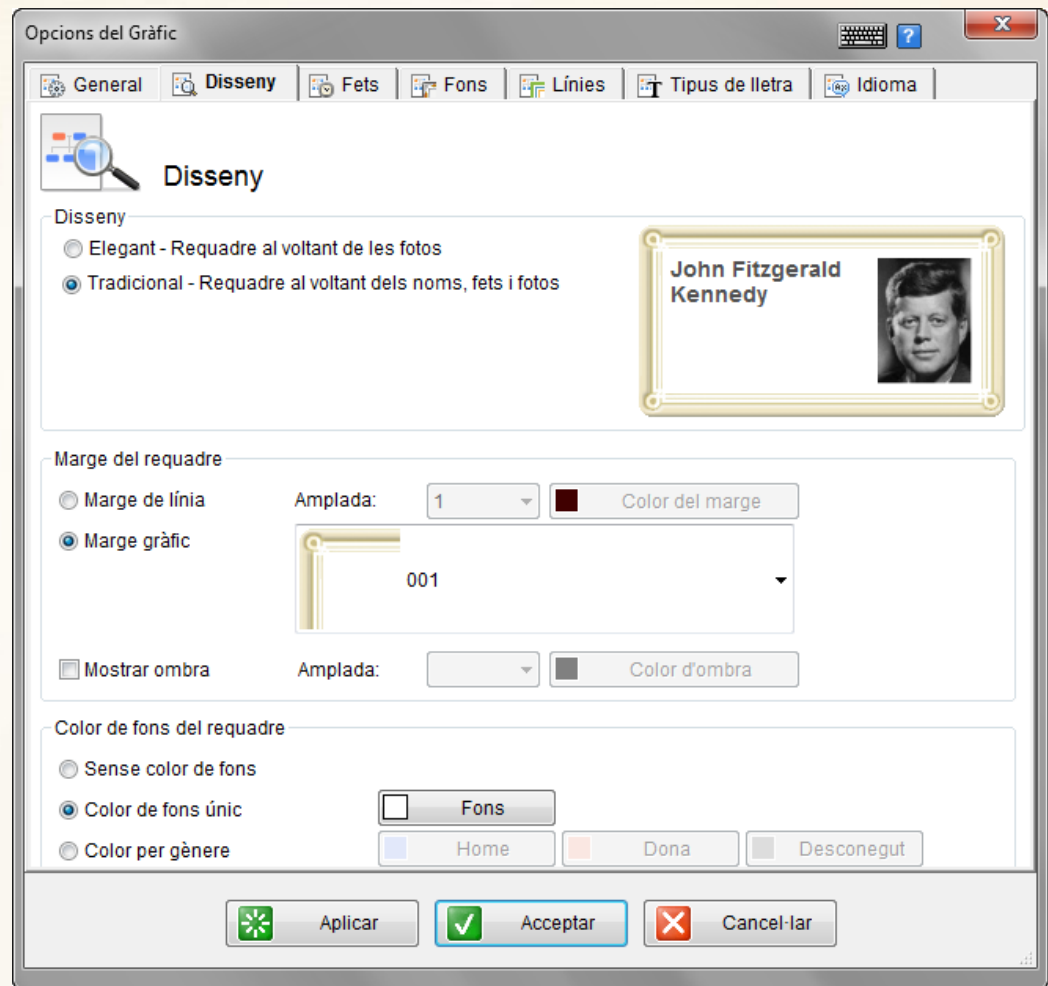 Opcions del Gràfic
?
General Disseny Fets Fons Línies Tipus de lletra Idioma
Disseny
Disseny
Elegant - Requadre al voltant de les fotos
Tradicional - Requadre al voltant dels noms, fets i fotos
John Fitzgerald
Kennedy
Marge del requadre
Marge de línia Amplada: 1 Color del marge
Marge gràfic
001
Mostrar ombra Amplada: Color d'ombra
Color de fons del requadre
Sense color de fons
Color de fons únic Fons
Color per gènere Home Dona Desconegut
Aplicar Acceptar Cancel·lar